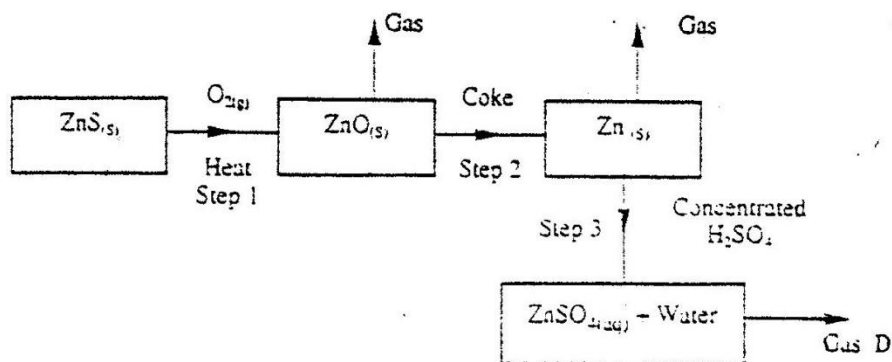 Gas
Gas
O₂(g)
Coke
ZnS(s)
ZnO(s)
Zn (s)
Heat
Step 1
Step 2
Step 3
Concentrated
H₂SO₄
ZnSO₄(aq) + Water
Gas D